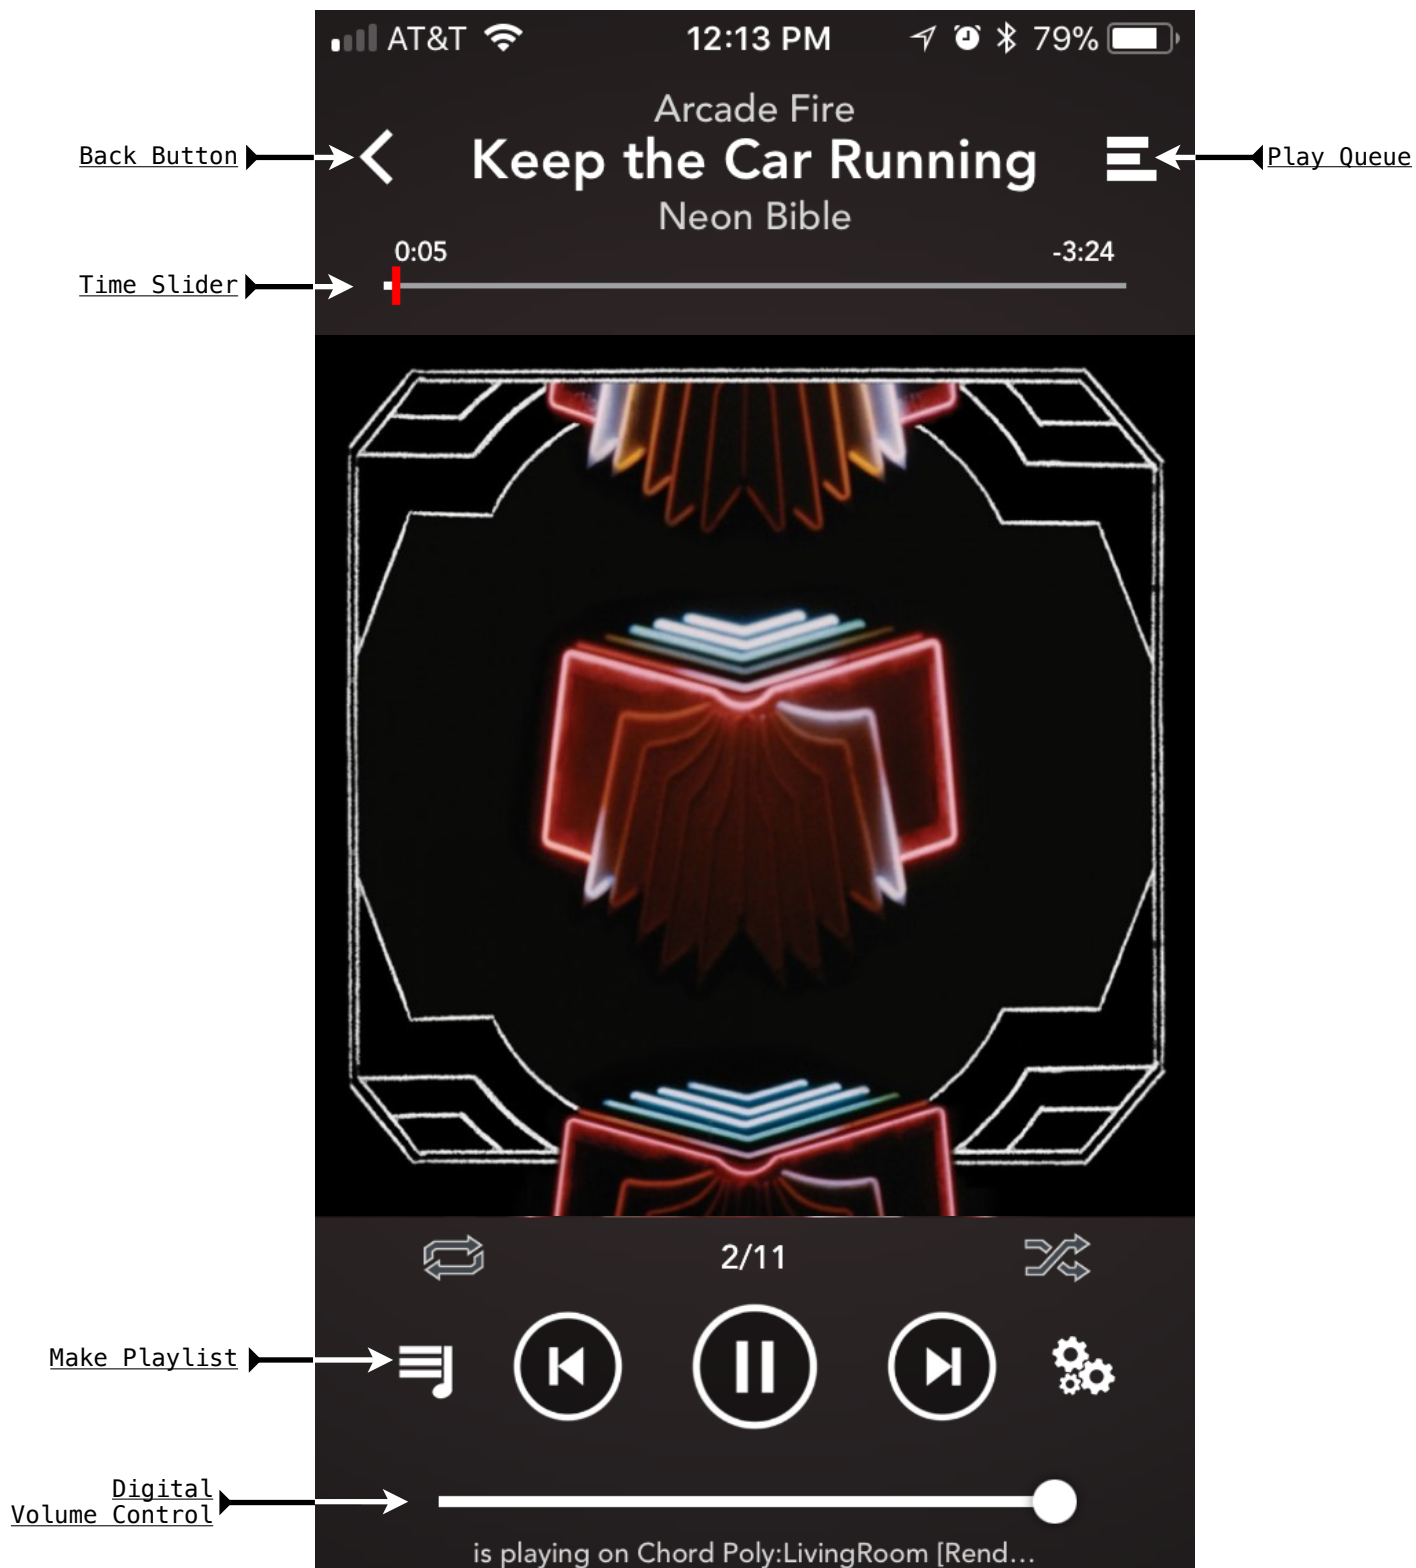 AT&T 12:13 PM 79%
Arcade Fire
Back Button Keep the Car Running Play Queue
Neon Bible
0:05 -3:24
Time Slider
2/11
Make Playlist
Digital
Volume Control
is playing on Chord Poly:LivingRoom [Rend...